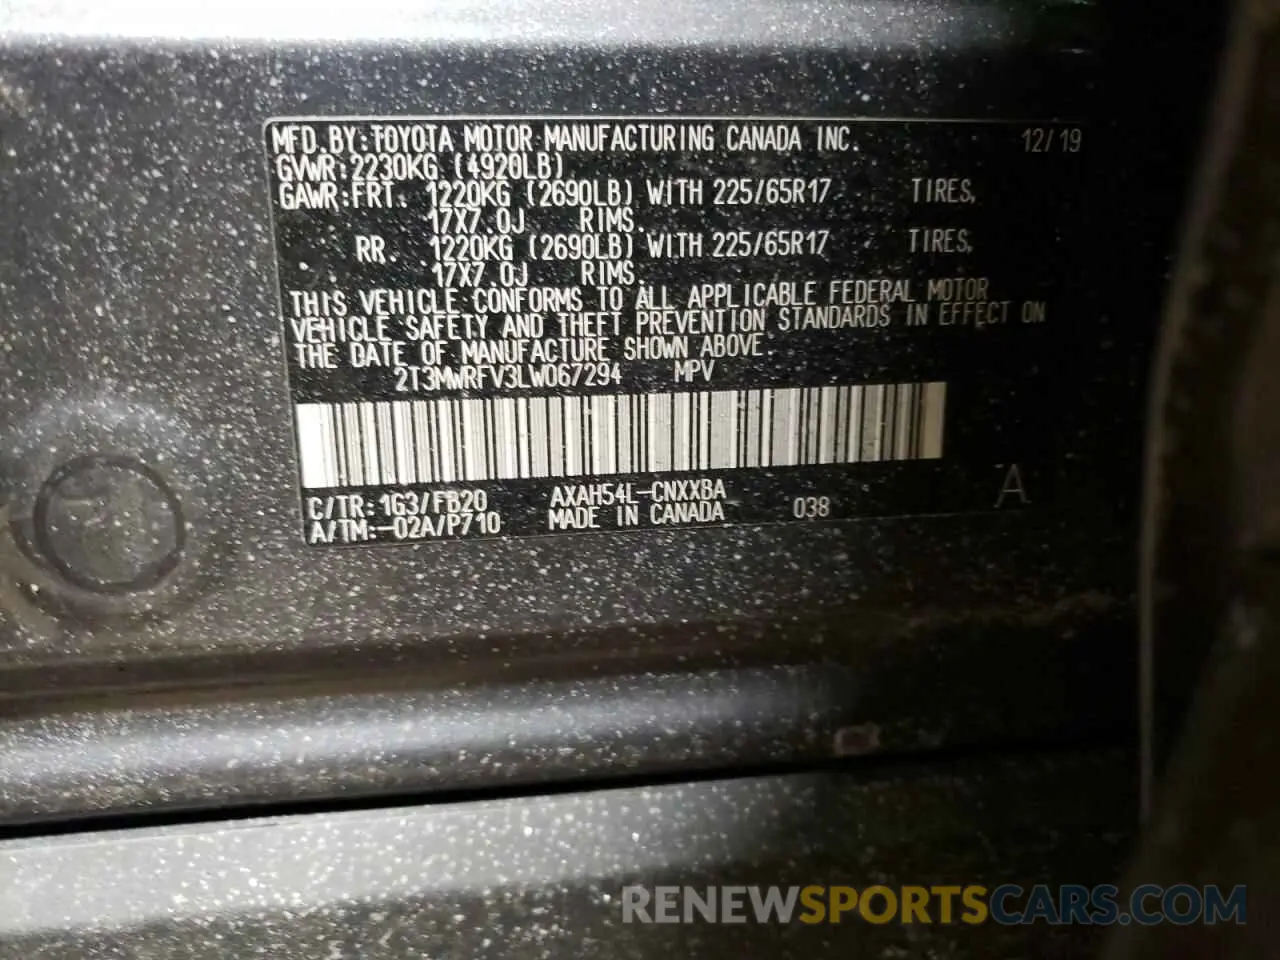 MFD. BY: TOYOTA MOTOR MANUFACTURING CANADA INC. 12/19
GVWR: 2230KG (4920LB)
GAWR: FRT. 1220KG (2690LB) WITH 225/65R17 TIRES,
17X7.0J RIMS.
RR. 1220KG (2690LB) WITH 225/65R17 TIRES,
17X7.0J RIMS.
THIS VEHICLE CONFORMS TO ALL APPLICABLE FEDERAL MOTOR
VEHICLE SAFETY AND THEFT PREVENTION STANDARDS IN EFFECT ON
THE DATE OF MANUFACTURE SHOWN ABOVE.
2T3MWRFV3LW067294 MPV
C/TR: 1G3/FB20 AXAH54L-CNXXBA
A/TM: -02A/P710 MADE IN CANADA 038 A
RENEWSPORTSCARS.COM